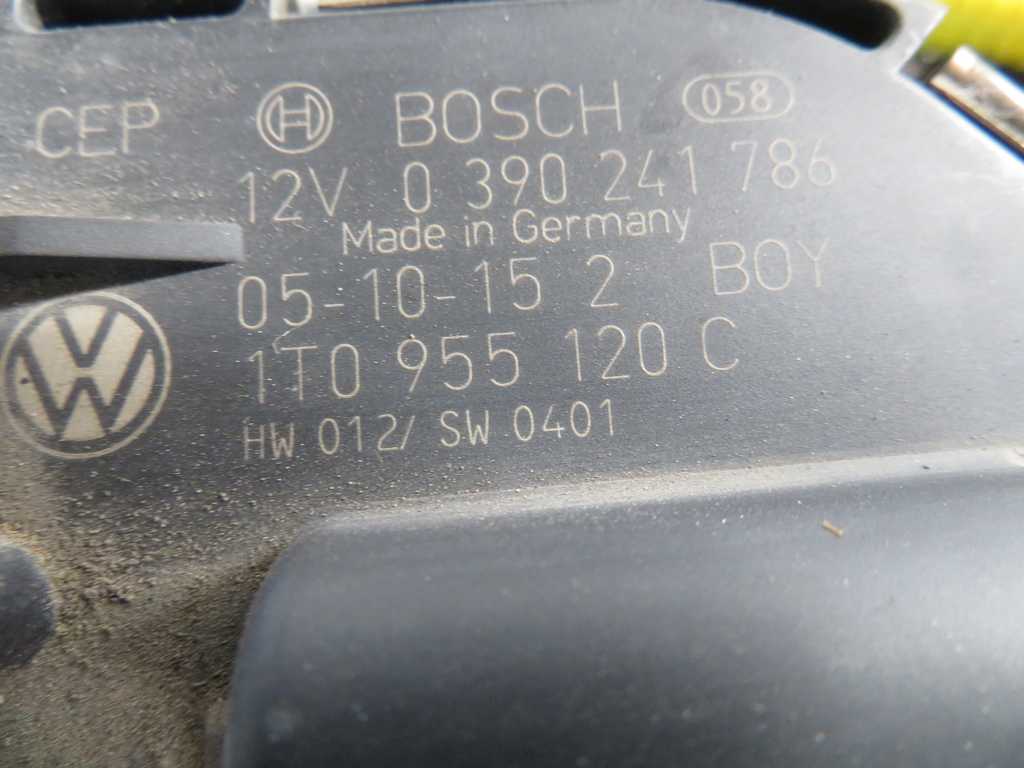 CEP BOSCH 058
12V 0 390 241 786
Made in Germany
05-10-15 2 BOY
1T0 955 120 C
HW 012/ SW 0401